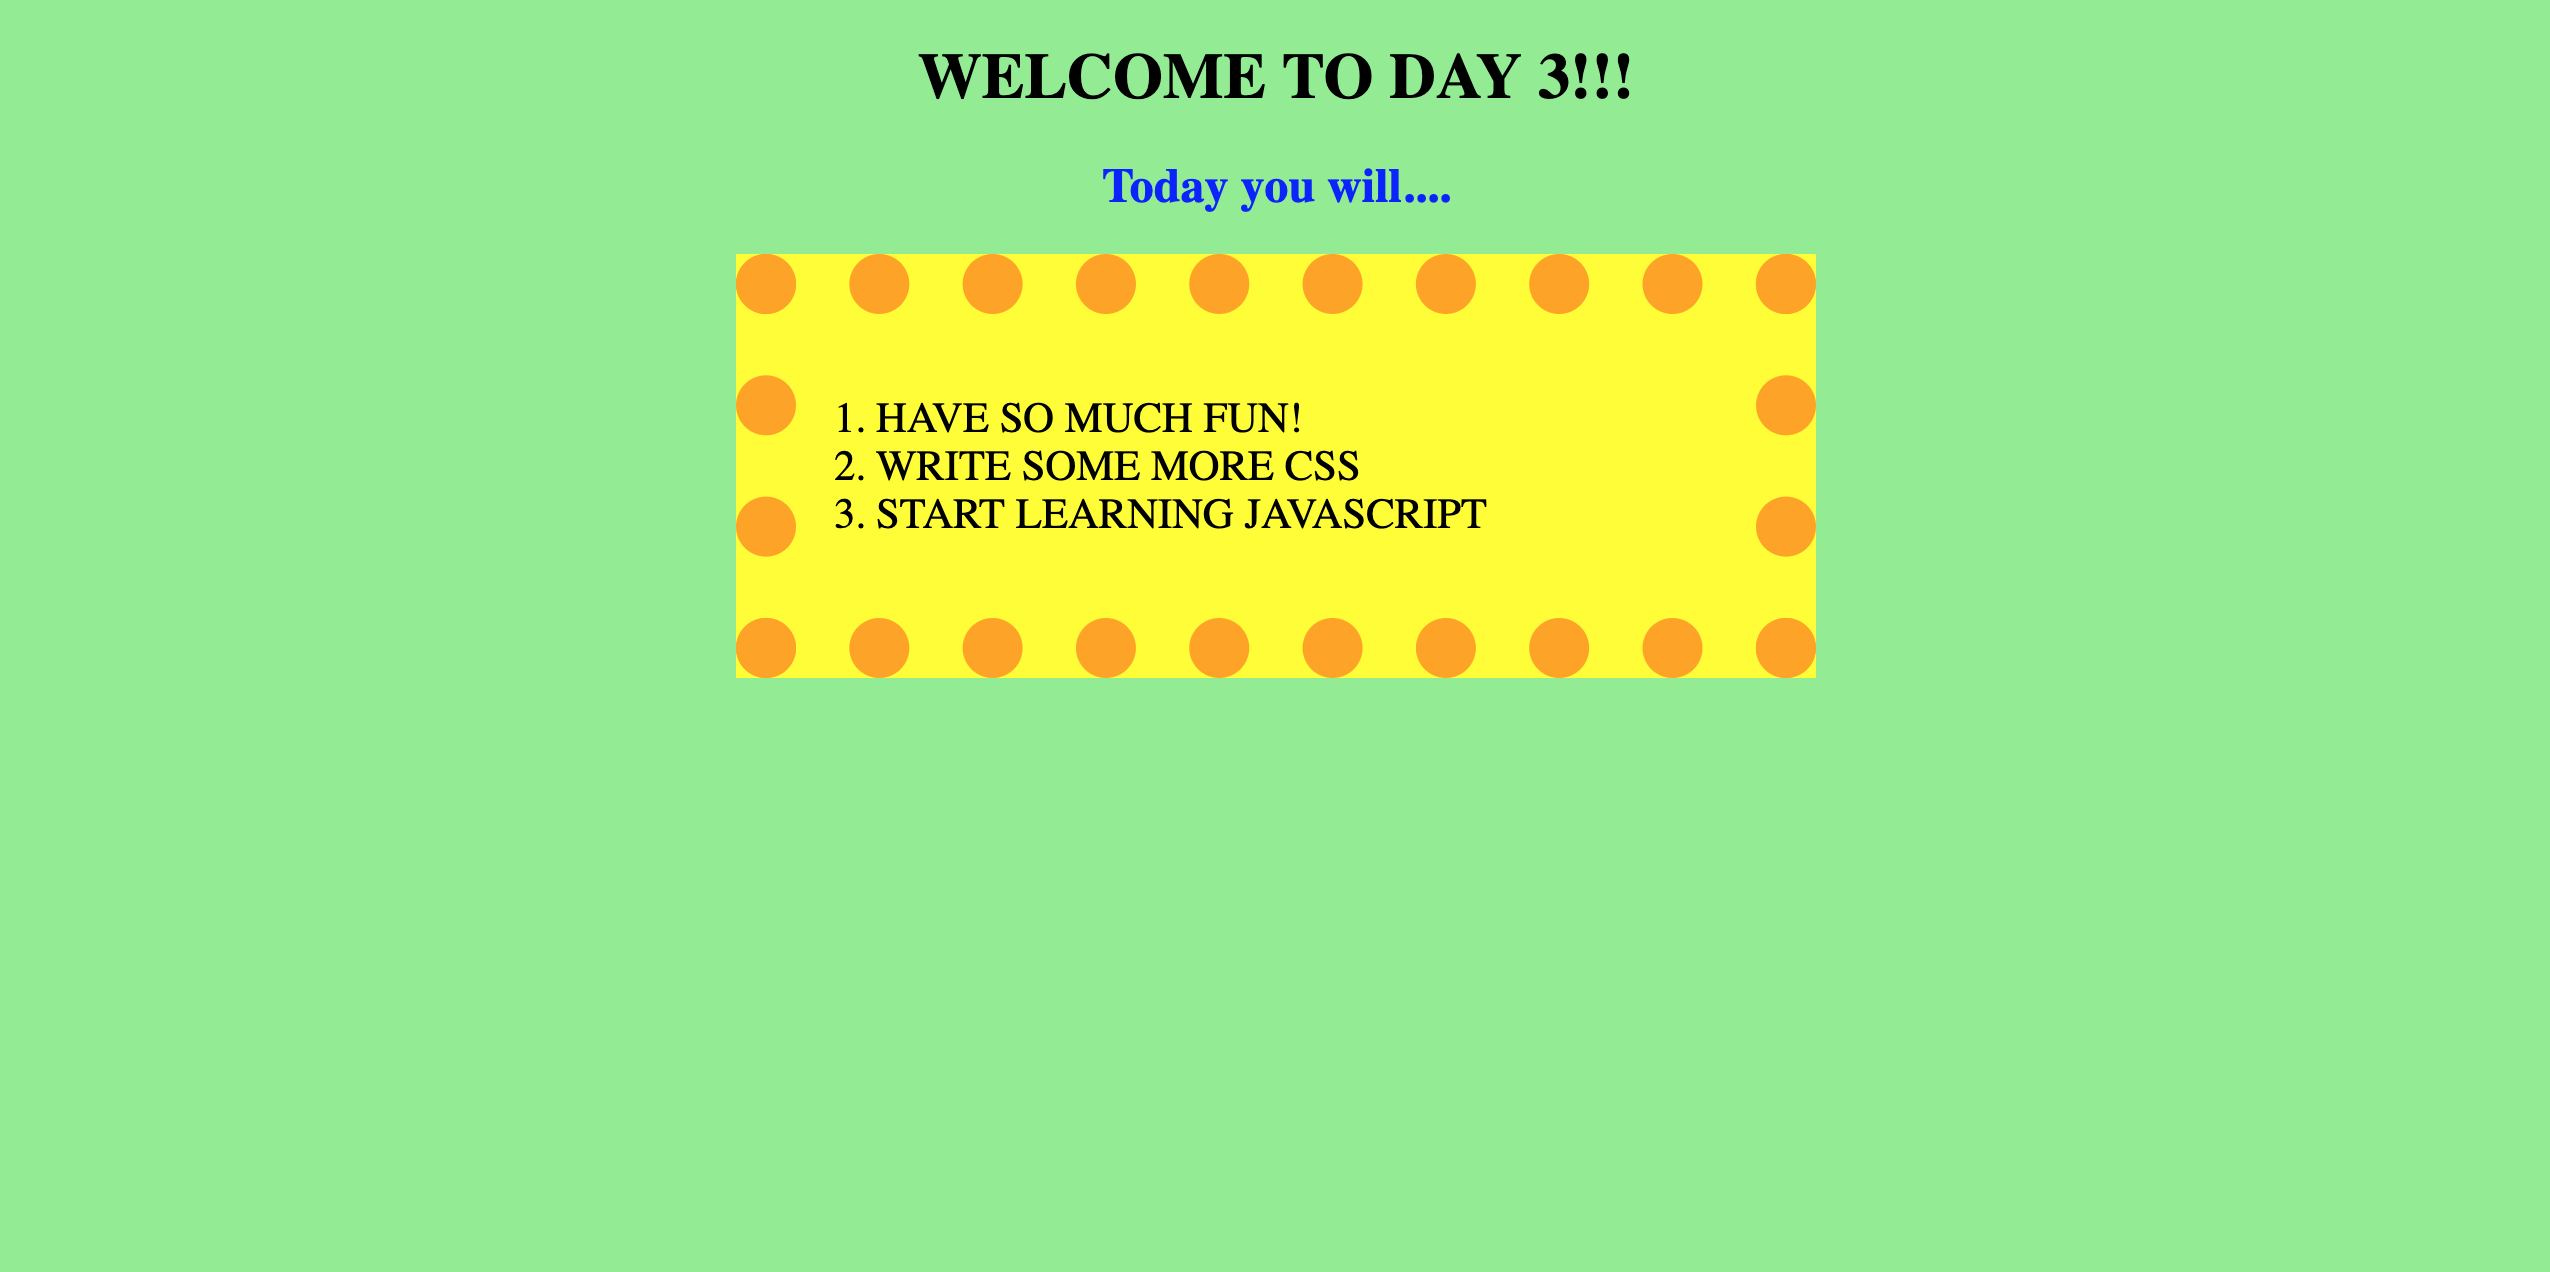 WELCOME TO DAY 3!!!
Today you will....
1. HAVE SO MUCH FUN!
2. WRITE SOME MORE CSS
3. START LEARNING JAVASCRIPT